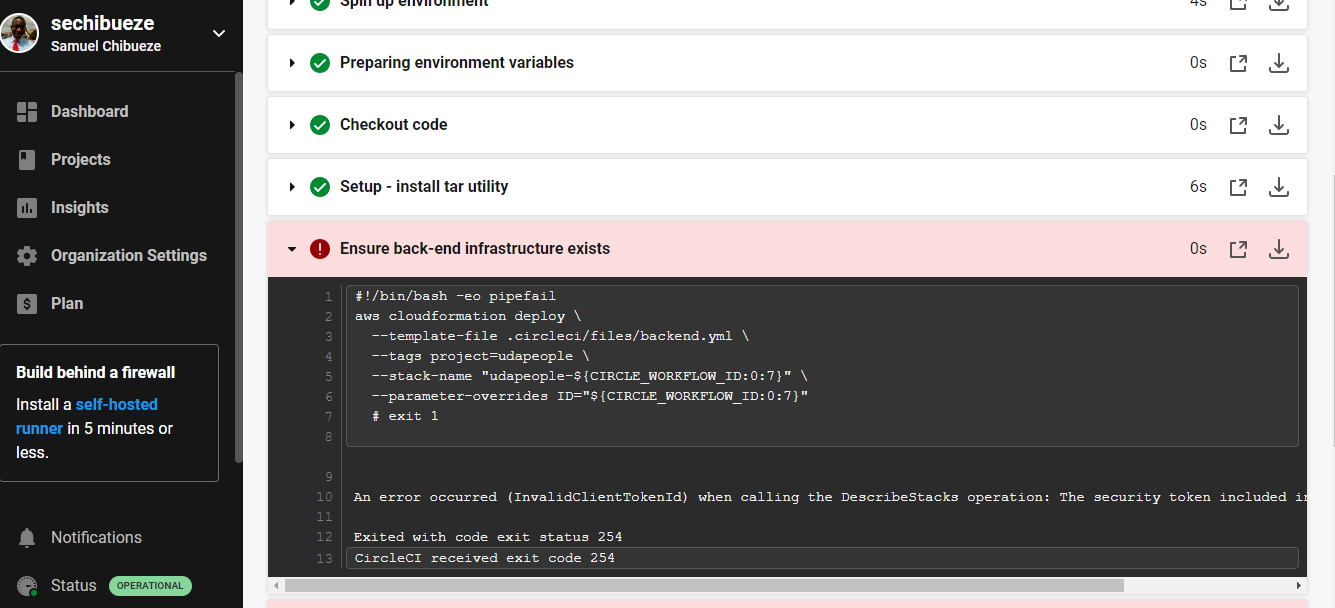 sechibueze
Samuel Chibueze
Dashboard
Projects
Insights
Organization Settings
Plan
Build behind a firewall
Install a self-hosted
runner in 5 minutes or
less.
Notifications
Status OPERATIONAL
Spin up environment 4s
Preparing environment variables 0s
Checkout code 0s
Setup - install tar utility 6s
Ensure back-end infrastructure exists 0s
1 #!/bin/bash -eo pipefail
2 aws cloudformation deploy \
3 --template-file .circleci/files/backend.yml \
4 --tags project=udapeople \
5 --stack-name "udapeople-${CIRCLE_WORKFLOW_ID:0:7}" \
6 --parameter-overrides ID="${CIRCLE_WORKFLOW_ID:0:7}"
7 # exit 1
8
9
10 An error occurred (InvalidClientTokenId) when calling the DescribeStacks operation: The security token included
11
12 Exited with code exit status 254
13 CircleCI received exit code 254